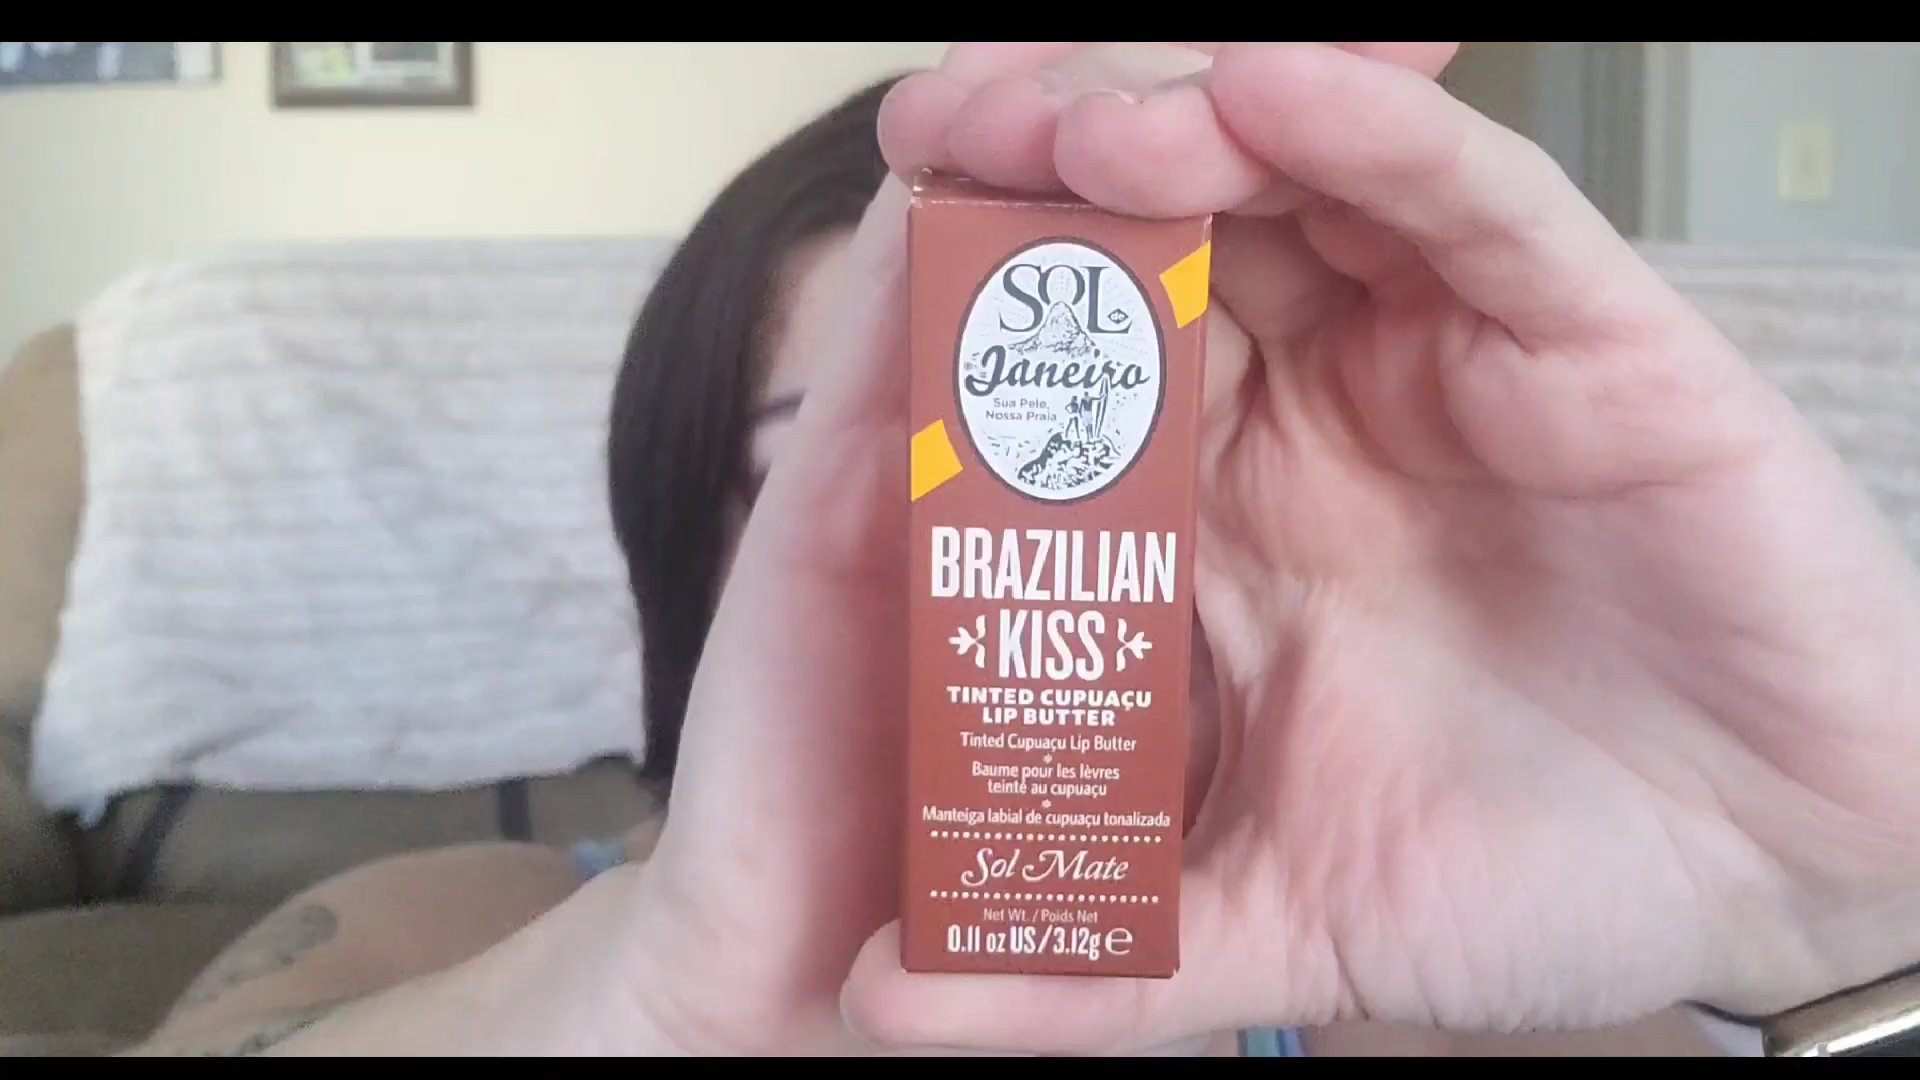 SOL
de
Janeiro
Sua Pele,
Nossa Praia
BRAZILIAN
KISS
TINTED CUPUAÇU
LIP BUTTER
Tinted Cupuaçu Lip Butter
Baume pour les lèvres
teinté au cupuaçu
Manteiga labial de cupuaçu tonalizada
Sol Mate
Net Wt. / Poids Net
0.11 oz US/3.12g ℮